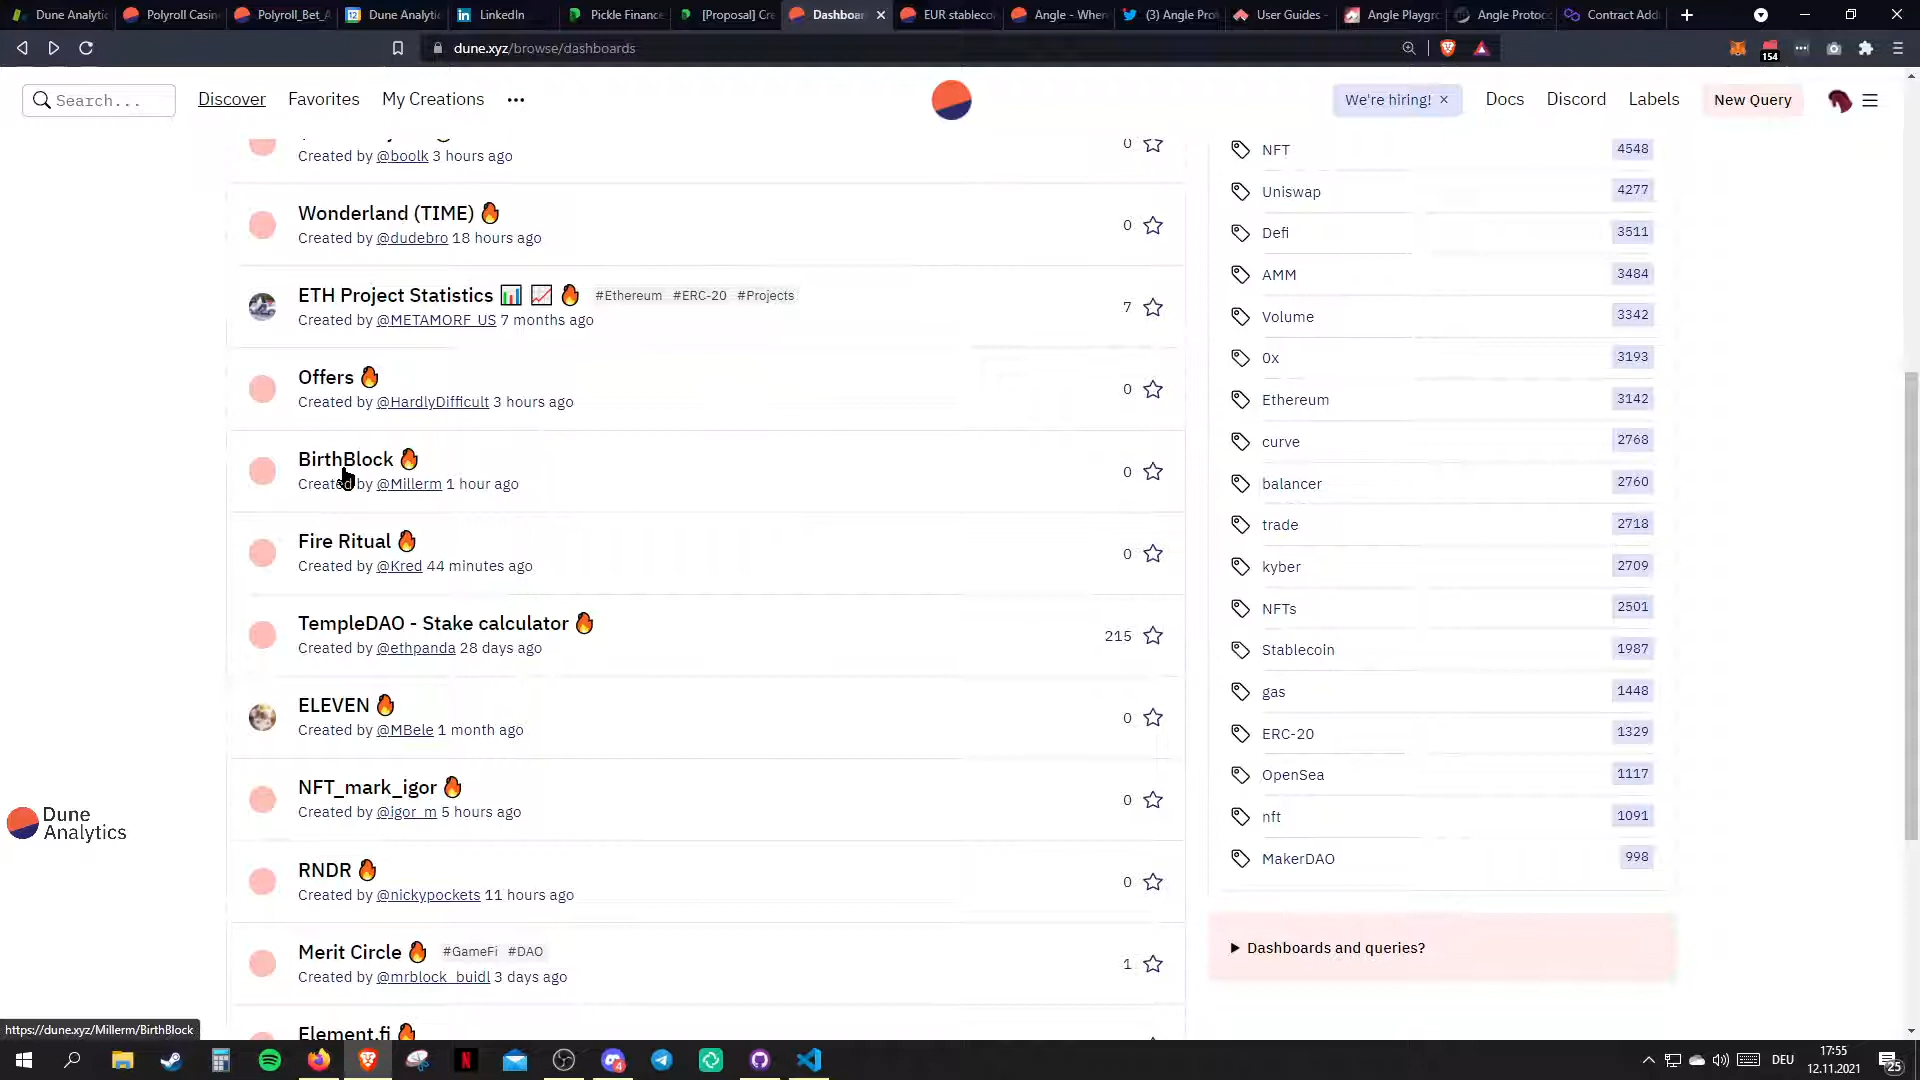 Dune Analytic
Polyroll Casin
Polyroll_Bet_A
Dune Analytic
LinkedIn
Pickle Finance
[Proposal] Cre
Dashboar
EUR stableco
Angle - Wher
(3) Angle Pro
User Guides -
Angle Playgro
Angle Protoc
Contract Add
dune.xyz/browse/dashboards
154
Search...
Discover
Favorites
My Creations
We're hiring! ×
Docs
Discord
Labels
New Query
Created by @boolk 3 hours ago
0
Wonderland (TIME)
Created by @dudebro 18 hours ago
0
ETH Project Statistics
#Ethereum #ERC-20 #Projects
Created by @METAMORF_US 7 months ago
7
Offers
Created by @HardlyDifficult 3 hours ago
0
BirthBlock
Created by @Millerm 1 hour ago
0
Fire Ritual
Created by @Kred 44 minutes ago
0
TempleDAO - Stake calculator
Created by @ethpanda 28 days ago
215
ELEVEN
Created by @MBele 1 month ago
0
NFT_mark_igor
Created by @igor_m 5 hours ago
0
RNDR
Created by @nickypockets 11 hours ago
0
Merit Circle
#GameFi #DAO
Created by @mrblock_buidl 3 days ago
1
Element.fi
NFT 4548
Uniswap 4277
Defi 3511
AMM 3484
Volume 3342
0x 3193
Ethereum 3142
curve 2768
balancer 2760
trade 2718
kyber 2709
NFTs 2501
Stablecoin 1987
gas 1448
ERC-20 1329
OpenSea 1117
nft 1091
MakerDAO 998
Dashboards and queries?
Dune
Analytics
https://dune.xyz/Millerm/BirthBlock
4
DEU
17:55
12.11.2021
25